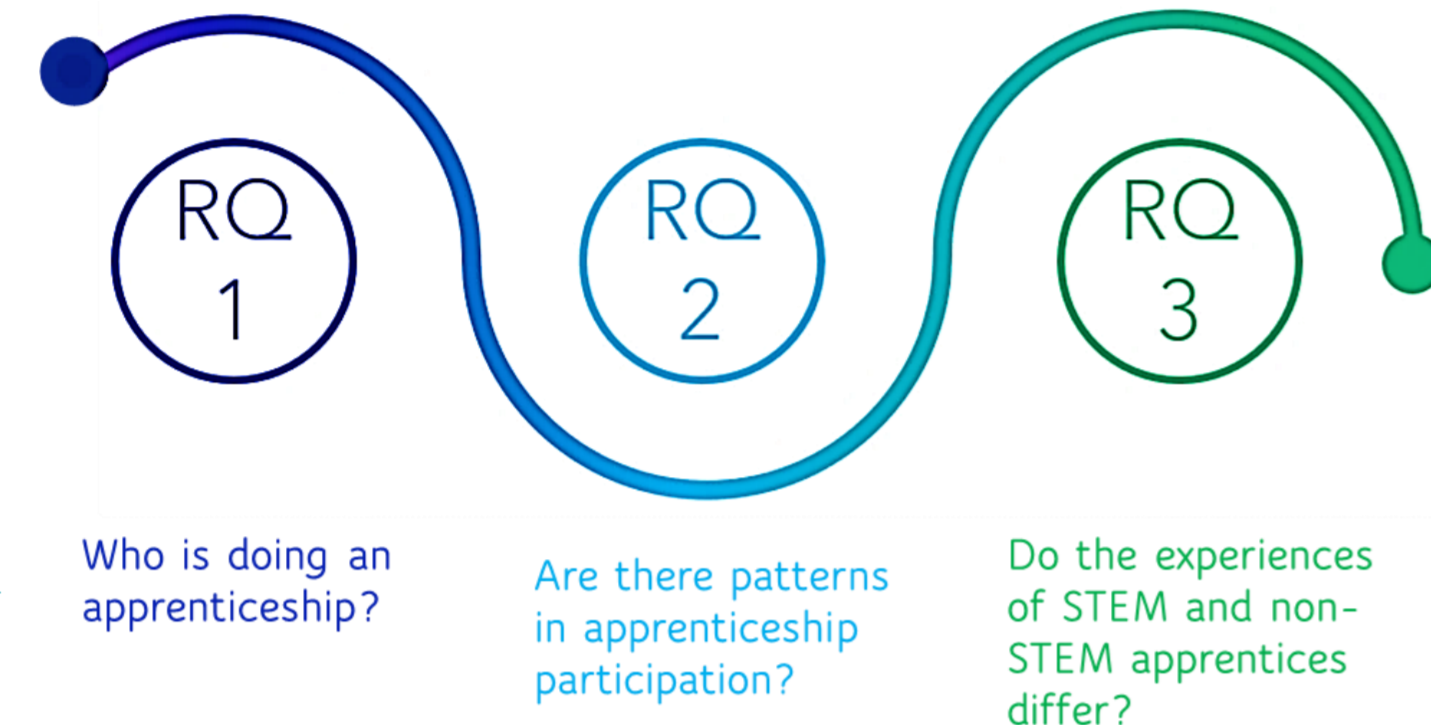 RQ
1
RQ
2
RQ
3
Who is doing an
apprenticeship?
Are there patterns
in apprenticeship
participation?
Do the experiences
of STEM and non-
STEM apprentices
differ?